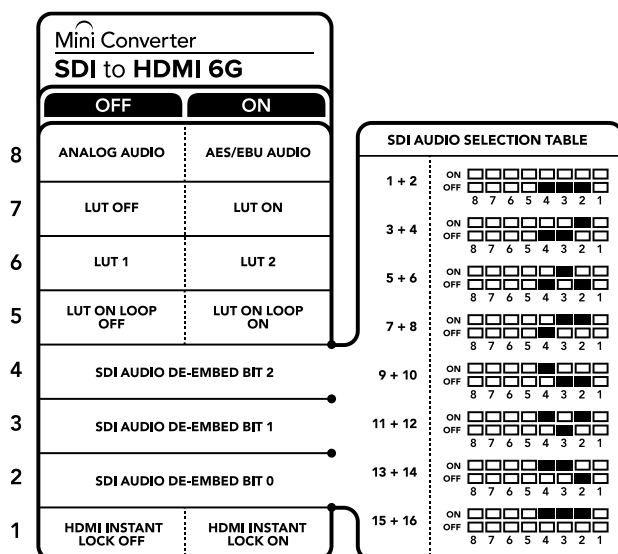 Mini Converter
SDI to HDMI 6G
OFF ON
8 ANALOG AUDIO AES/EBU AUDIO
7 LUT OFF LUT ON
6 LUT 1 LUT 2
5 LUT ON LOOP OFF LUT ON LOOP ON
4 SDI AUDIO DE-EMBED BIT 2
3 SDI AUDIO DE-EMBED BIT 1
2 SDI AUDIO DE-EMBED BIT 0
1 HDMI INSTANT LOCK OFF HDMI INSTANT LOCK ON
SDI AUDIO SELECTION TABLE
1 + 2
ON
OFF
8 7 6 5 4 3 2 1
3 + 4
ON
OFF
8 7 6 5 4 3 2 1
5 + 6
ON
OFF
8 7 6 5 4 3 2 1
7 + 8
ON
OFF
8 7 6 5 4 3 2 1
9 + 10
ON
OFF
8 7 6 5 4 3 2 1
11 + 12
ON
OFF
8 7 6 5 4 3 2 1
13 + 14
ON
OFF
8 7 6 5 4 3 2 1
15 + 16
ON
OFF
8 7 6 5 4 3 2 1